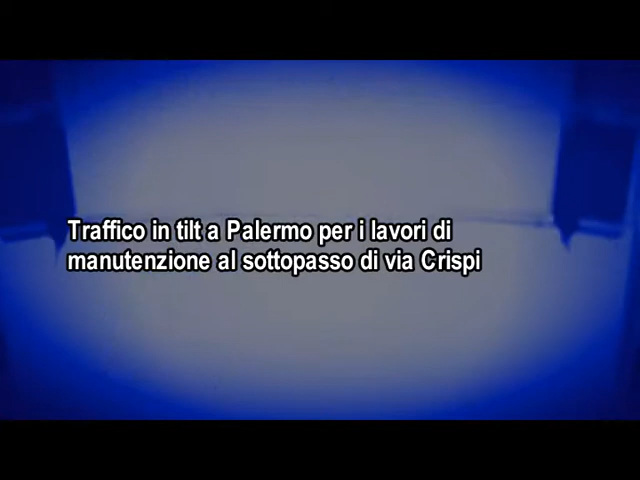 Traffico in tilt a Palermo per i lavori di
manutenzione al sottopasso di via Crispi